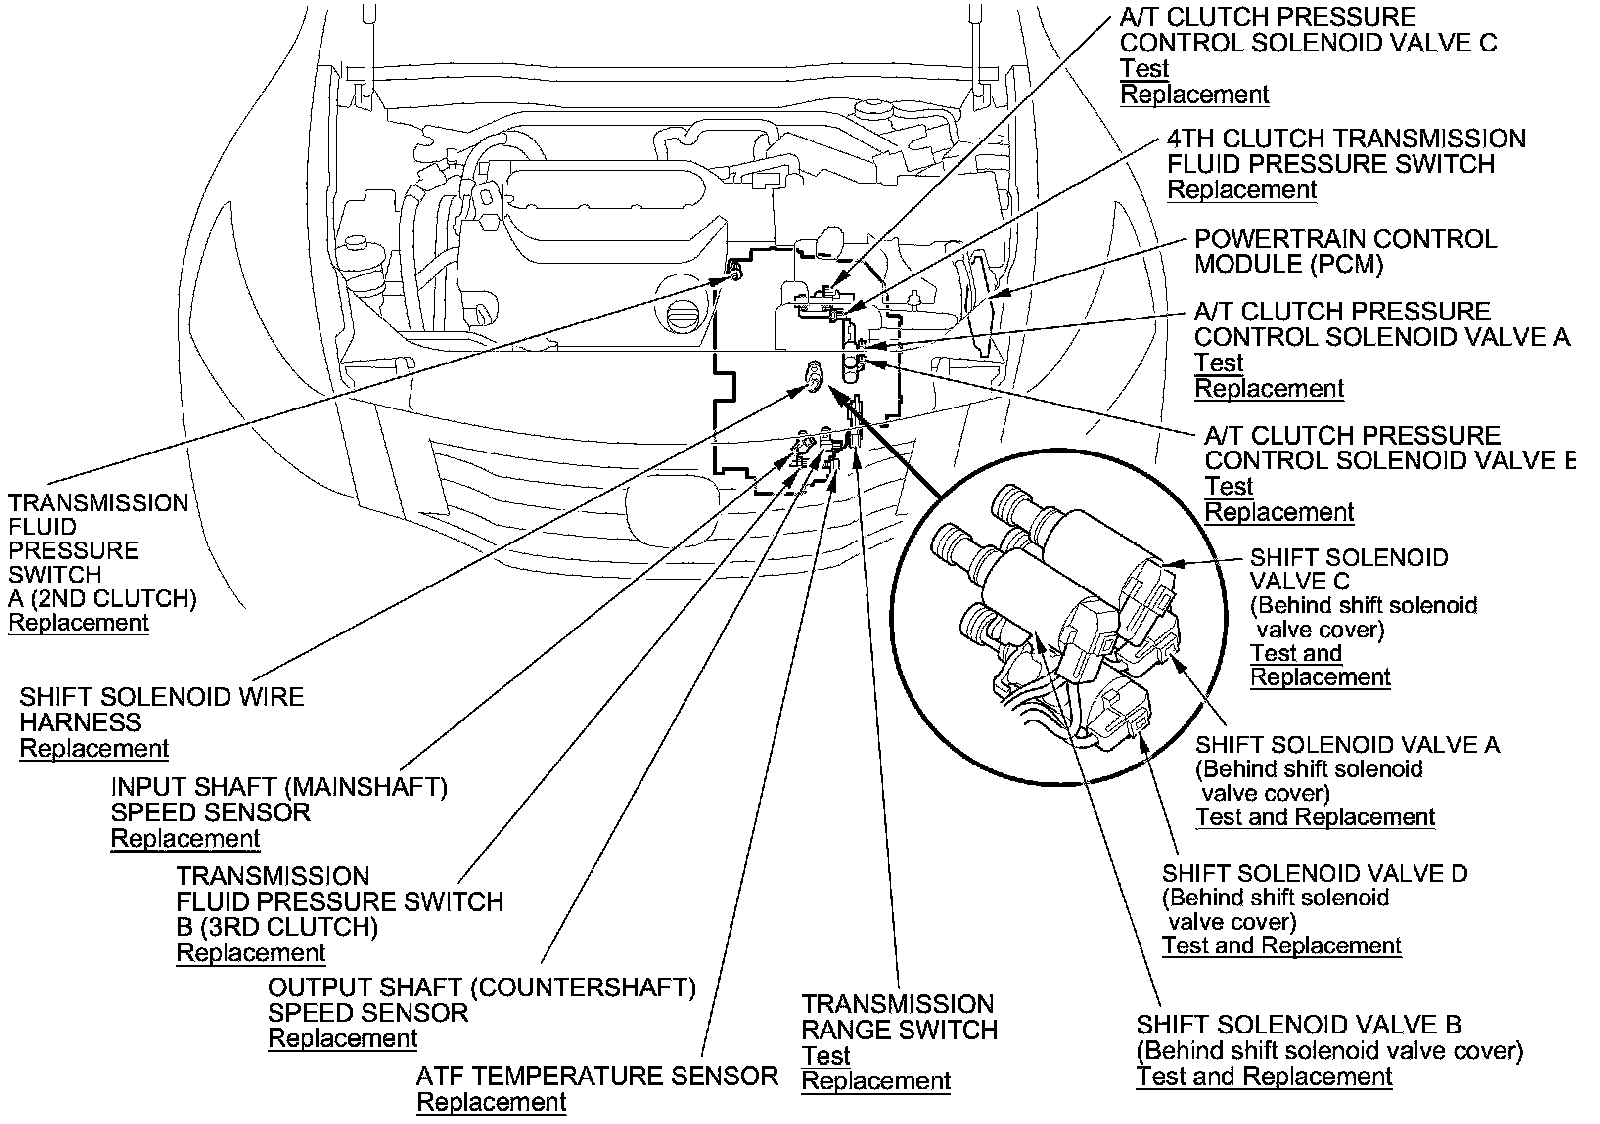 A/T CLUTCH PRESSURE
CONTROL SOLENOID VALVE C
Test
Replacement
4TH CLUTCH TRANSMISSION
FLUID PRESSURE SWITCH
Replacement
POWERTRAIN CONTROL
MODULE (PCM)
A/T CLUTCH PRESSURE
CONTROL SOLENOID VALVE A
Test
Replacement
A/T CLUTCH PRESSURE
CONTROL SOLENOID VALVE B
Test
Replacement
SHIFT SOLENOID
VALVE C
(Behind shift solenoid
valve cover)
Test and
Replacement
SHIFT SOLENOID VALVE A
(Behind shift solenoid
valve cover)
Test and Replacement
SHIFT SOLENOID VALVE D
(Behind shift solenoid
valve cover)
Test and Replacement
SHIFT SOLENOID VALVE B
(Behind shift solenoid valve cover)
Test and Replacement
TRANSMISSION
RANGE SWITCH
Test
Replacement
ATF TEMPERATURE SENSOR
Replacement
OUTPUT SHAFT (COUNTERSHAFT)
SPEED SENSOR
Replacement
TRANSMISSION
FLUID PRESSURE SWITCH
B (3RD CLUTCH)
Replacement
INPUT SHAFT (MAINSHAFT)
SPEED SENSOR
Replacement
SHIFT SOLENOID WIRE
HARNESS
Replacement
TRANSMISSION
FLUID
PRESSURE
SWITCH
A (2ND CLUTCH)
Replacement